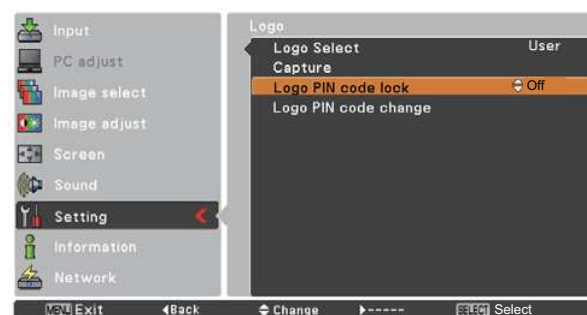 Input
PC adjust
Image select
Image adjust
Screen
Sound
Setting
Information
Network
Logo
Logo Select User
Capture
Logo PIN code lock Off
Logo PIN code change
MENU Exit Back Change ----- SELECT Select